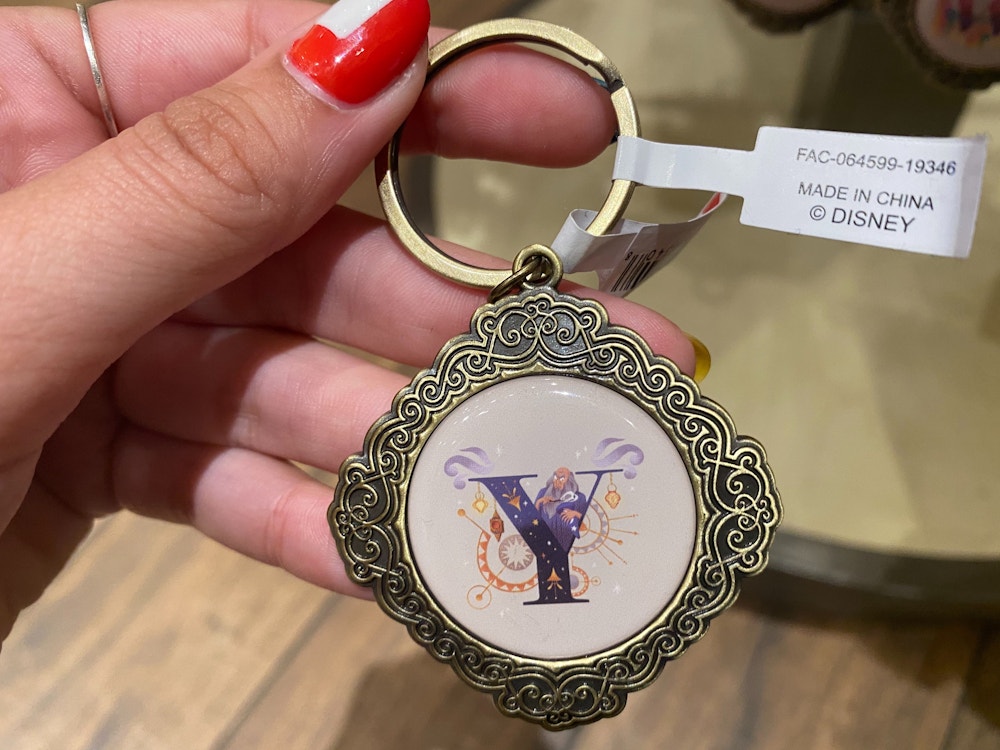 FAC-064599-19346
MADE IN CHINA
© DISNEY
Y